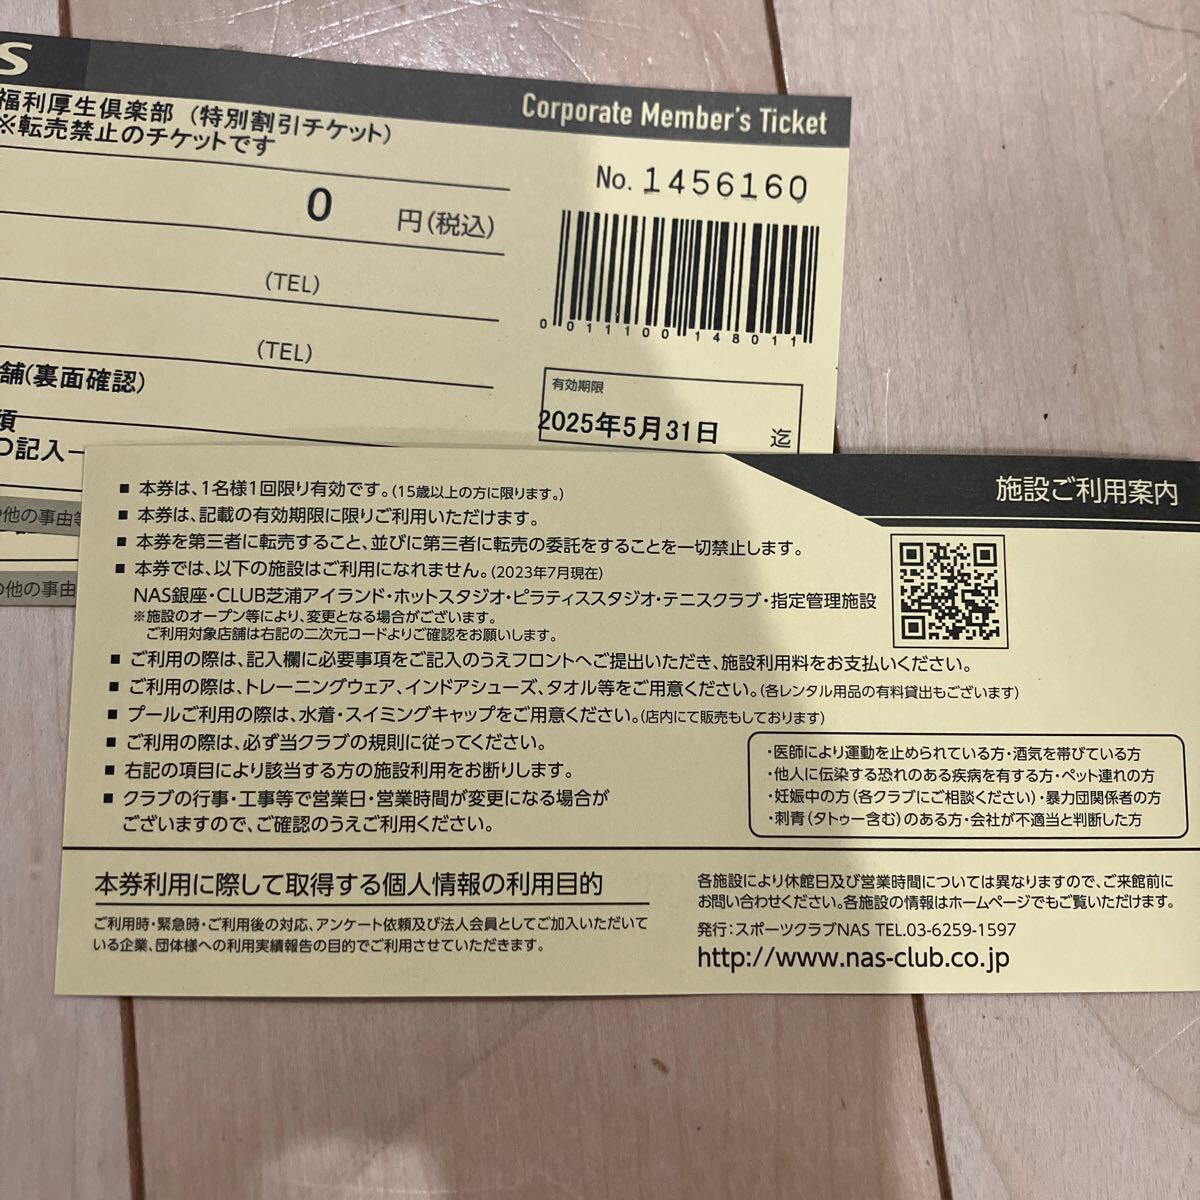 S
福利厚生倶楽部 (特別割引チケット)
※転売禁止のチケットです
Corporate Member's Ticket
No. 1456160
0 円(税込)
(TEL)
0011100148011
(TEL)
舗(裏面確認)
有効期限
2025年5月31日 迄
項
記入
の他の事由
の他の事由
施設ご利用案内
■ 本券は、1名様1回限り有効です。(15歳以上の方に限ります。)
■ 本券は、記載の有効期限に限りご利用いただけます。
■ 本券を第三者に転売すること、並びに第三者に転売の委託をすることを一切禁止します。
■ 本券では、以下の施設はご利用になれません。(2023年7月現在)
NAS銀座・CLUB芝浦アイランド・ホットスタジオ・ピラティススタジオ・テニスクラブ・指定管理施設
※施設のオープン等により、変更となる場合がございます。
ご利用対象店舗は右記の二次元コードよりご確認をお願いします。
■ ご利用の際は、記入欄に必要事項をご記入のうえフロントへご提出いただき、施設利用料をお支払いください。
■ ご利用の際は、トレーニングウェア、インドアシューズ、タオル等をご用意ください。(各レンタル用品の有料貸出もございます)
■ プールご利用の際は、水着・スイミングキャップをご用意ください。(店内にて販売もしております)
■ ご利用の際は、必ず当クラブの規則に従ってください。
■ 右記の項目により該当する方の施設利用をお断りします。
■ クラブの行事・工事等で営業日・営業時間が変更になる場合が
ございますので、ご確認のうえご利用ください。
・医師により運動を止められている方・酒気を帯びている方
・他人に伝染する恐れのある疾病を有する方・ペット連れの方
・妊娠中の方(各クラブにご相談ください)・暴力団関係者の方
・刺青(タトゥー含む)のある方・会社が不適当と判断した方
本券利用に際して取得する個人情報の利用目的
ご利用時・緊急時・ご利用後の対応、アンケート依頼及び法人会員としてご加入いただいて
いる企業、団体様への利用実績報告の目的でご利用させていただきます。
各施設により休館日及び営業時間については異なりますので、ご来館前に
お問い合わせください。各施設の情報はホームページでもご覧いただけます。
発行:スポーツクラブNAS TEL.03-6259-1597
http://www.nas-club.co.jp